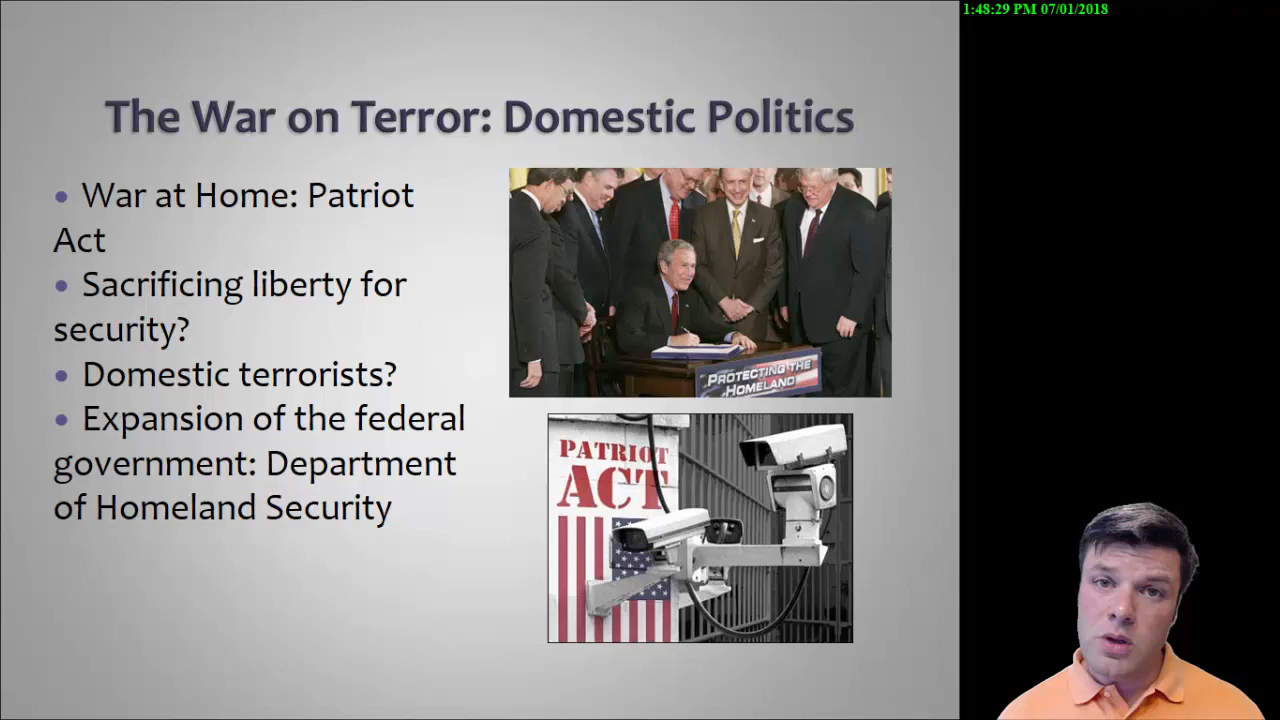 1:48:29 PM 07/01/2018
The War on Terror: Domestic Politics
• War at Home: Patriot
Act
• Sacrificing liberty for
security?
• Domestic terrorists?
• Expansion of the federal
government: Department
of Homeland Security
PROTECTING THE
HOMELAND
PATRIOT
ACT